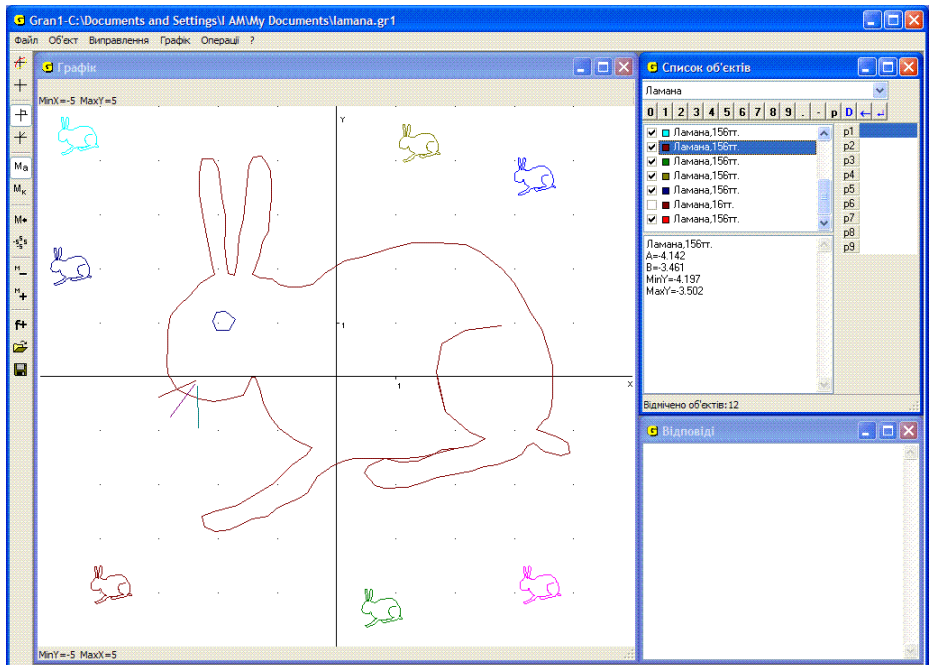 Gran1-C:\Documents and Settings\I AM\My Documents\lamana.gr1
Файл Об'єкт Виправлення Графік Операції ?
Графік
MinX=-5 MaxY=5
Y
1
1
X
MinY=-5 MaxX=5
Список об'єктів
Ламана
0 1 2 3 4 5 6 7 8 9 . - p D ← ↵
Ламана,156тт. p1
Ламана,156тт. p2
Ламана,156тт. p3
Ламана,156тт. p4
Ламана,156тт. p5
Ламана,16тт. p6
Ламана,156тт. p7
p8
p9
Ламана,156тт.
A=-4.142
B=-3.461
MinY=-4.197
MaxY=-3.502
Відмічено об'єктів:12
Відповіді
Ma
Mк
M+
M
–
M
+
f+